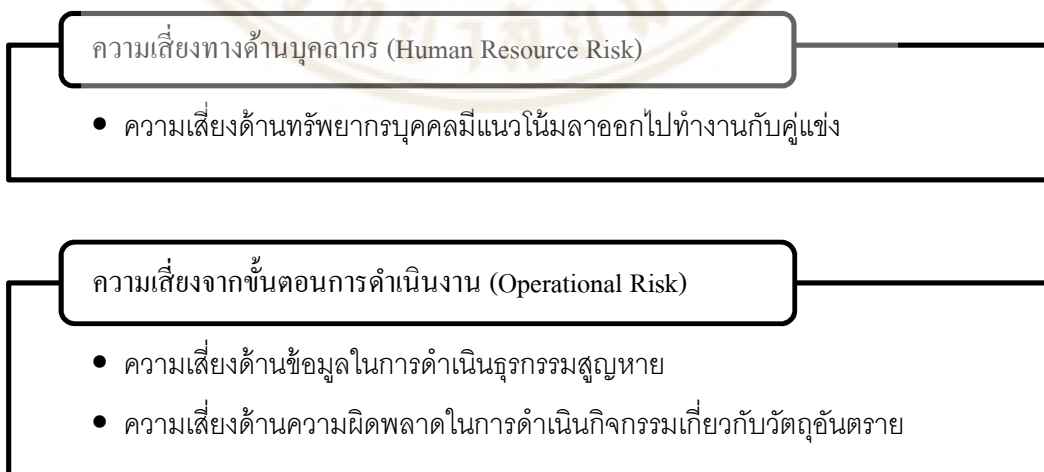 ความเสี่ยงทางด้านบุคลากร (Human Resource Risk)
• ความเสี่ยงด้านทรัพยากรบุคคลมีแนวโน้มลาออกไปทำงานกับคู่แข่ง
ความเสี่ยงจากขั้นตอนการดำเนินงาน (Operational Risk)
• ความเสี่ยงด้านข้อมูลในการดำเนินธุรกรรมสูญหาย
• ความเสี่ยงด้านความผิดพลาดในการดำเนินกิจกรรมเกี่ยวกับวัตถุอันตราย